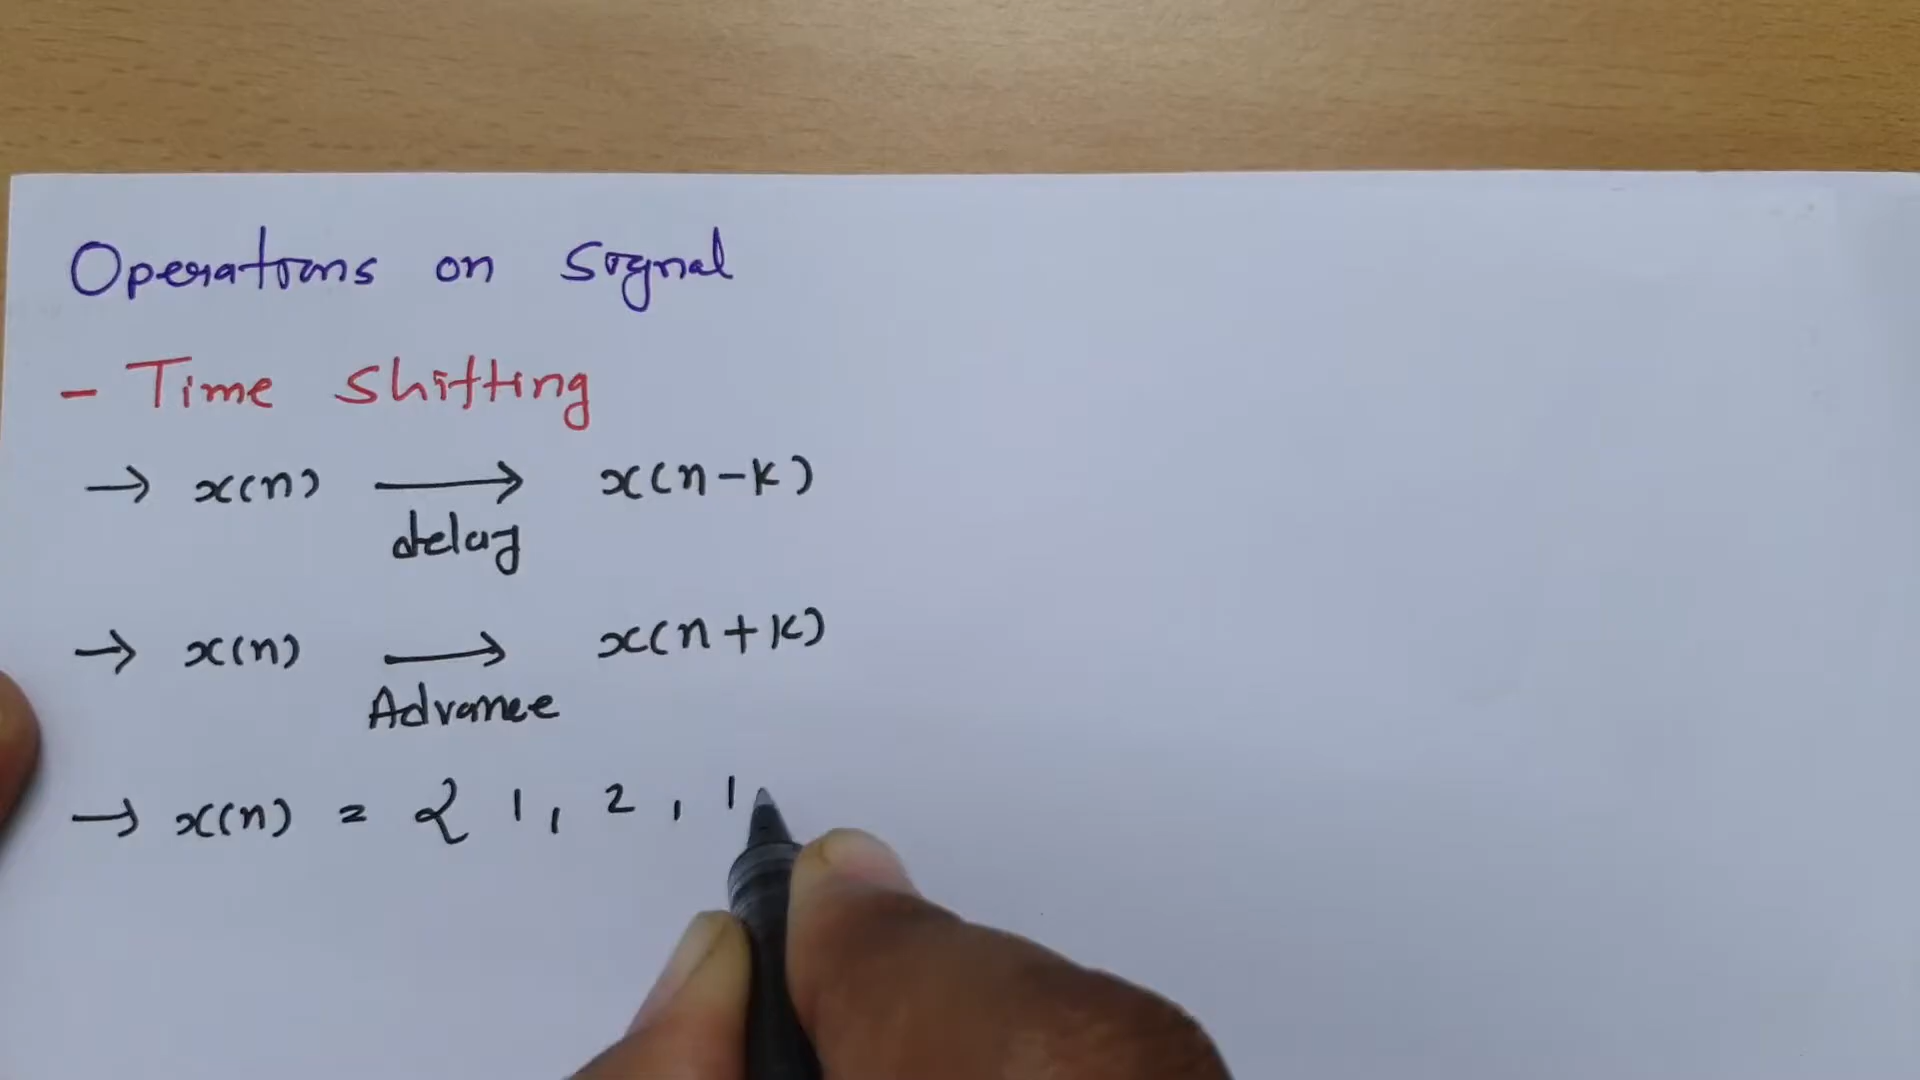 Operations on Signal
- Time Shifting
→ x(n) ⟶ x(n-k)
delay
→ x(n) ⟶ x(n+k)
Advance
→ x(n) = { 1, 2, 1